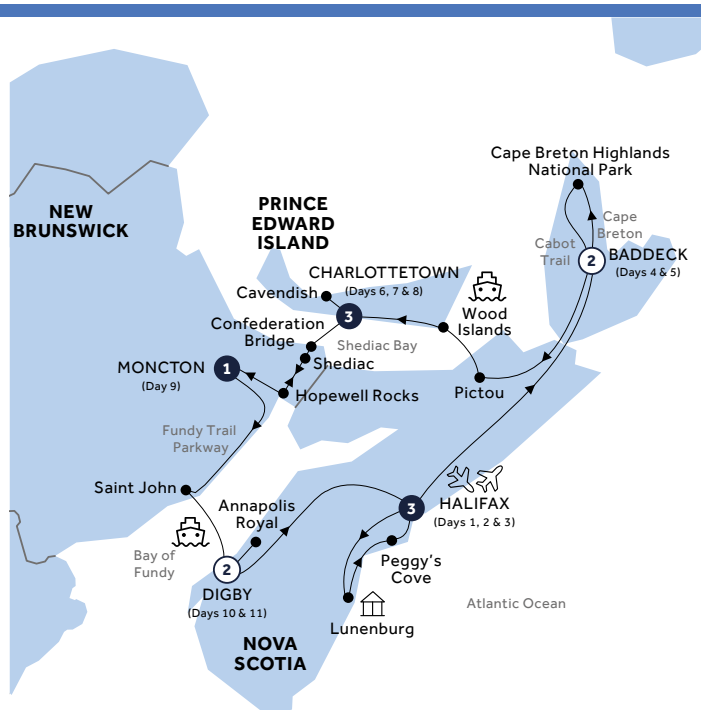 Cape Breton Highlands
National Park
NEW
BRUNSWICK
PRINCE
EDWARD
ISLAND
Cape
Breton
Cabot
Trail
2
BADDECK
(Days 4 & 5)
CHARLOTTETOWN
(Days 6, 7 & 8)
Cavendish
3
Wood
Islands
Confederation
Bridge
Shediac Bay
Shediac
MONCTON
(Day 9)
1
Hopewell Rocks
Pictou
Fundy Trail
Parkway
Saint John
Annapolis
Royal
3
HALIFAX
(Days 1, 2 & 3)
Bay of
Fundy
2
DIGBY
(Days 10 & 11)
Peggy's
Cove
Atlantic Ocean
Lunenburg
NOVA
SCOTIA